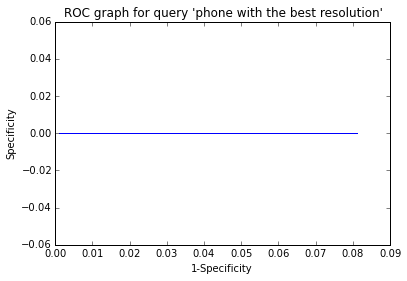 ROC graph for query 'phone with the best resolution'
0.06
0.04
0.02
0.00
−0.02
−0.04
−0.06
Specificity
0.00 0.01 0.02 0.03 0.04 0.05 0.06 0.07 0.08 0.09
1-Specificity